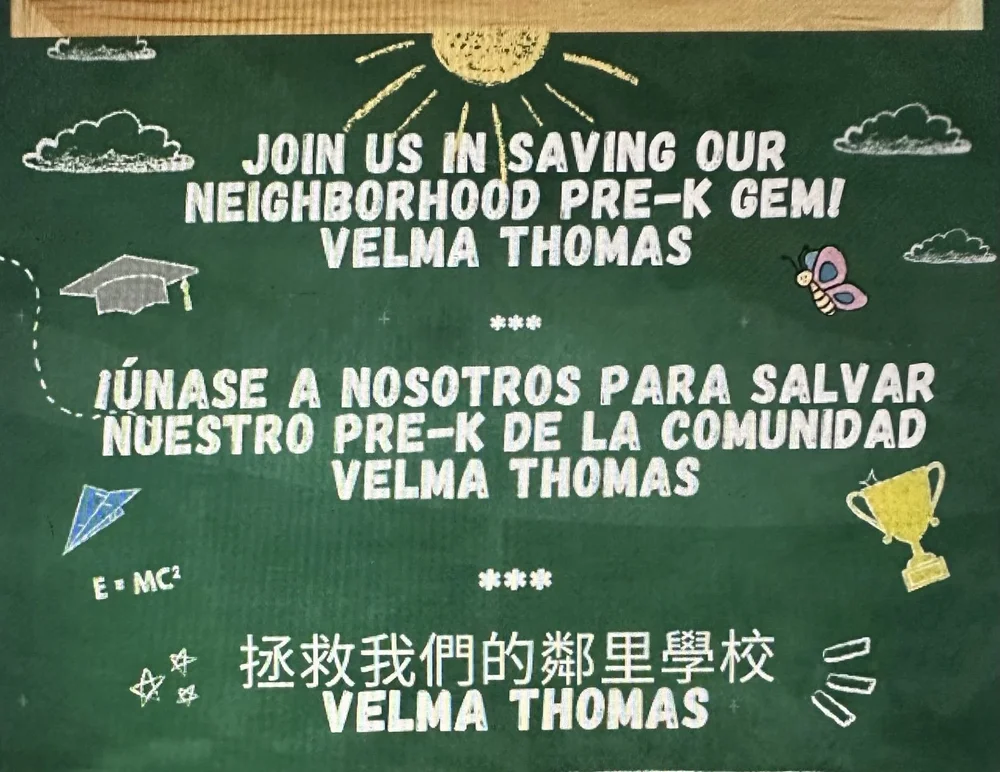 JOIN US IN SAVING OUR
NEIGHBORHOOD PRE-K GEM!
VELMA THOMAS
***
¡ÚNASE A NOSOTROS PARA SALVAR
NUESTRO PRE-K DE LA COMUNIDAD
VELMA THOMAS
E = MC²
***
拯救我們的鄰里學校
VELMA THOMAS